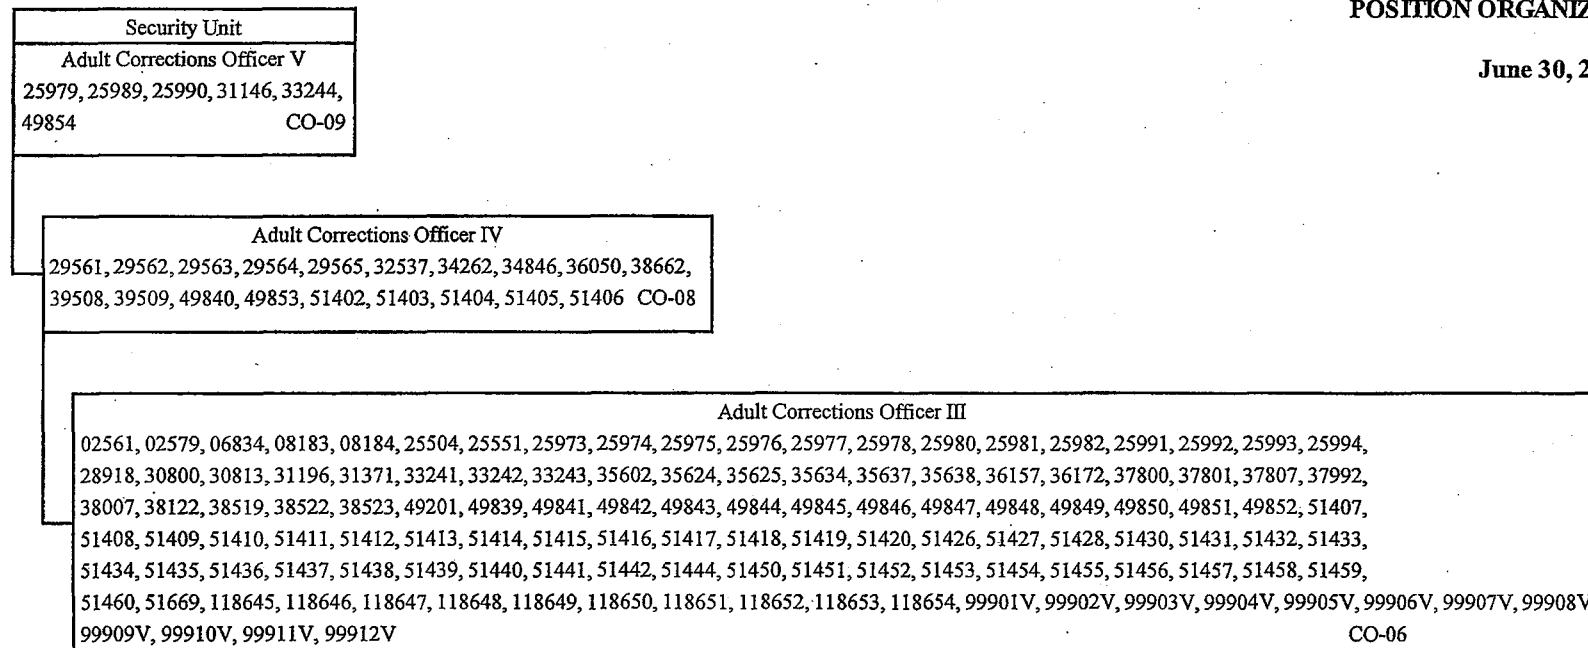 POSITION ORGANIZ
June 30, 2
Security Unit
Adult Corrections Officer V
25979, 25989, 25990, 31146, 33244,
49854 CO-09
Adult Corrections Officer IV
29561, 29562, 29563, 29564, 29565, 32537, 34262, 34846, 36050, 38662,
39508, 39509, 49840, 49853, 51402, 51403, 51404, 51405, 51406 CO-08
Adult Corrections Officer III
02561, 02579, 06834, 08183, 08184, 25504, 25551, 25973, 25974, 25975, 25976, 25977, 25978, 25980, 25981, 25982, 25991, 25992, 25993, 25994,
28918, 30800, 30813, 31196, 31371, 33241, 33242, 33243, 35602, 35624, 35625, 35634, 35637, 35638, 36157, 36172, 37800, 37801, 37807, 37992,
38007, 38122, 38519, 38522, 38523, 49201, 49839, 49841, 49842, 49843, 49844, 49845, 49846, 49847, 49848, 49849, 49850, 49851, 49852, 51407,
51408, 51409, 51410, 51411, 51412, 51413, 51414, 51415, 51416, 51417, 51418, 51419, 51420, 51426, 51427, 51428, 51430, 51431, 51432, 51433,
51434, 51435, 51436, 51437, 51438, 51439, 51440, 51441, 51442, 51444, 51450, 51451, 51452, 51453, 51454, 51455, 51456, 51457, 51458, 51459,
51460, 51669, 118645, 118646, 118647, 118648, 118649, 118650, 118651, 118652, 118653, 118654, 99901V, 99902V, 99903V, 99904V, 99905V, 99906V, 99907V, 99908V
99909V, 99910V, 99911V, 99912V CO-06